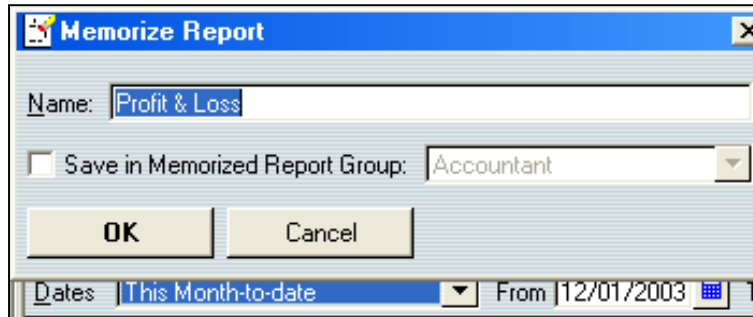 Memorize Report
Name: Profit & Loss
Save in Memorized Report Group: Accountant
OK Cancel
Dates This Month-to-date From 12/01/2003